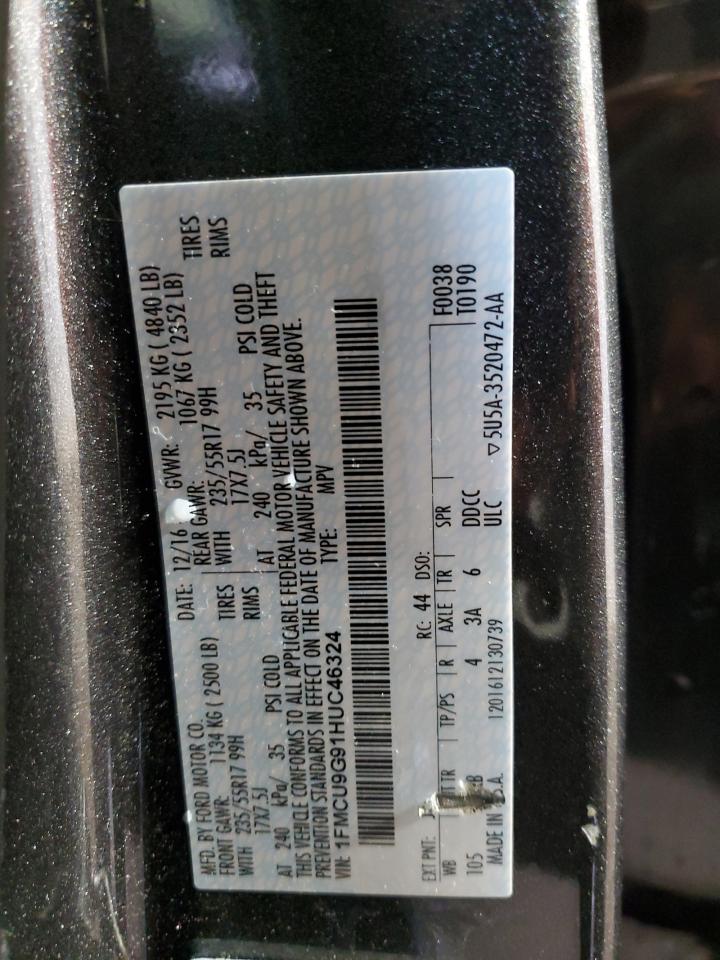 MFD. BY FORD MOTOR CO.
DATE: 12/16 GVWR: 2195 KG ( 4840 LB)
FRONT GAWR: 1134 KG ( 2500 LB) REAR GAWR: 1067 KG ( 2352 LB)
WITH 235/55R17 99H TIRES WITH 235/55R17 99H TIRES
17X7.5J RIMS 17X7.5J RIMS
AT 240 kPa/ 35 PSI COLD AT 240 kPa/ 35 PSI COLD
THIS VEHICLE CONFORMS TO ALL APPLICABLE FEDERAL MOTOR VEHICLE SAFETY AND THEFT
PREVENTION STANDARDS IN EFFECT ON THE DATE OF MANUFACTURE SHOWN ABOVE.
VIN: 1FMCU9G91HUC46324 TYPE: MPV
EXT PNT: RC: 44 DSO: F0038
WB TR TP/PS R AXLE TR SPR T0190
105 B 4 3A 6 DDCC
MADE IN U.S.A. 1201612130739 ULC ▽5U5A-3520472-AA